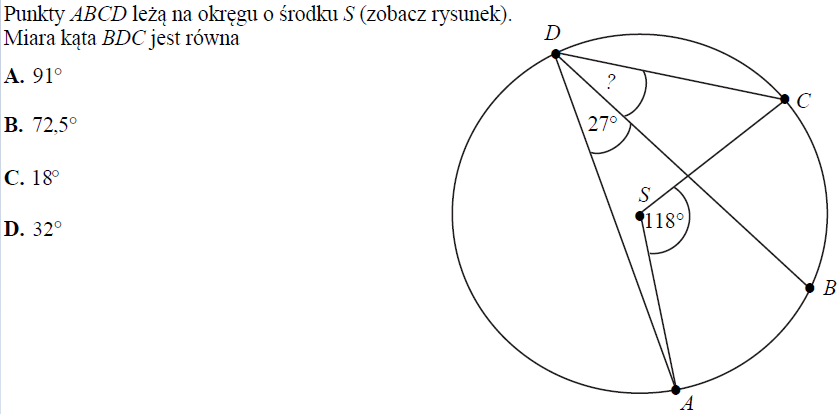 Punkty ABCD leżą na okręgu o środku S (zobacz rysunek).
Miara kąta BDC jest równa
A. 91°
B. 72,5°
C. 18°
D. 32°
D
?
C
27°
S
118°
B
A